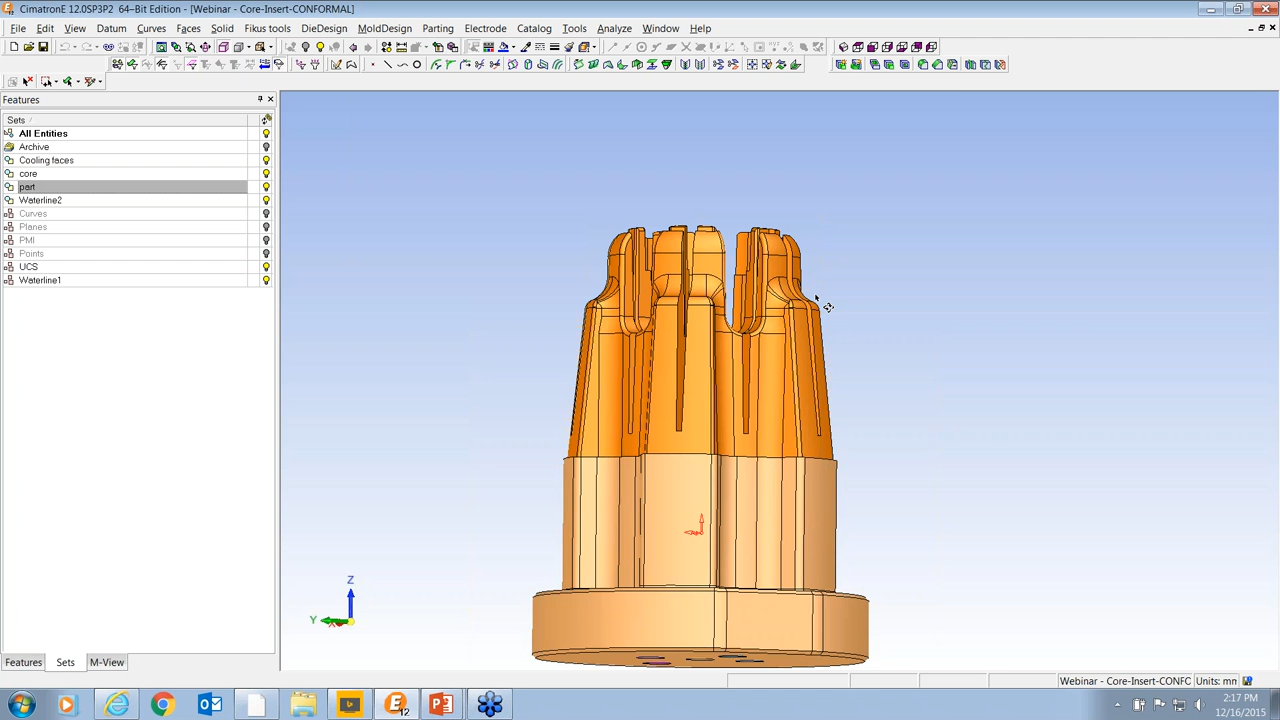 CimatronE 12.0SP3P2 64-Bit Edition - [Webinar - Core-Insert-CONFORMAL]
File Edit View Datum Curves Faces Solid Fikus tools DieDesign MoldDesign Parting Electrode Catalog Tools Analyze Window Help
Features
Sets
All Entities
Archive
Cooling faces
core
part
Waterline2
Curves
Planes
PMI
Points
UCS
Waterline1
Z
Y
Features Sets M-View
Webinar - Core-Insert-CONFC Units: mn
E 12
2:17 PM
12/16/2015